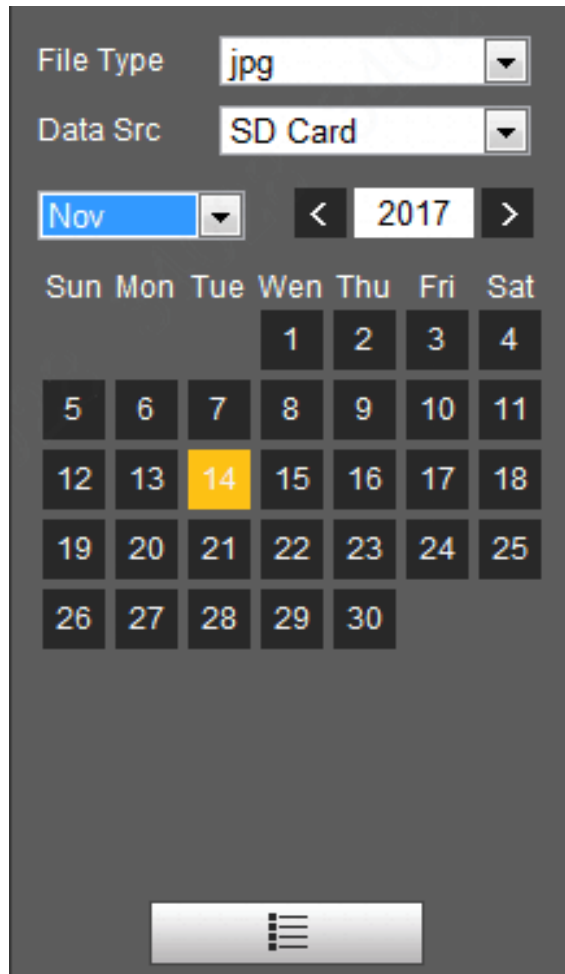 File Type jpg
Data Src SD Card
Nov < 2017 >
Sun Mon Tue Wen Thu Fri Sat
1 2 3 4
5 6 7 8 9 10 11
12 13 14 15 16 17 18
19 20 21 22 23 24 25
26 27 28 29 30